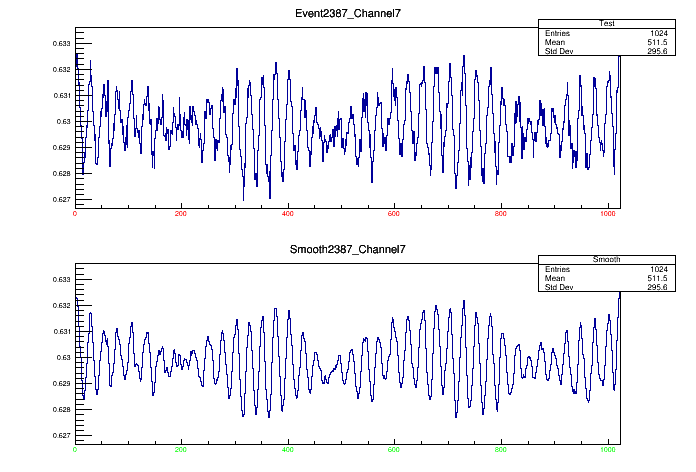 Event2387_Channel7
Test
Entries 1024
Mean 511.5
Std Dev 295.6
0.633
0.632
0.631
0.63
0.629
0.628
0.627
0 200 400 600 800 1000
Smooth2387_Channel7
Smooth
Entries 1024
Mean 511.5
Std Dev 295.6
0.633
0.632
0.631
0.63
0.629
0.628
0.627
0 200 400 600 800 1000